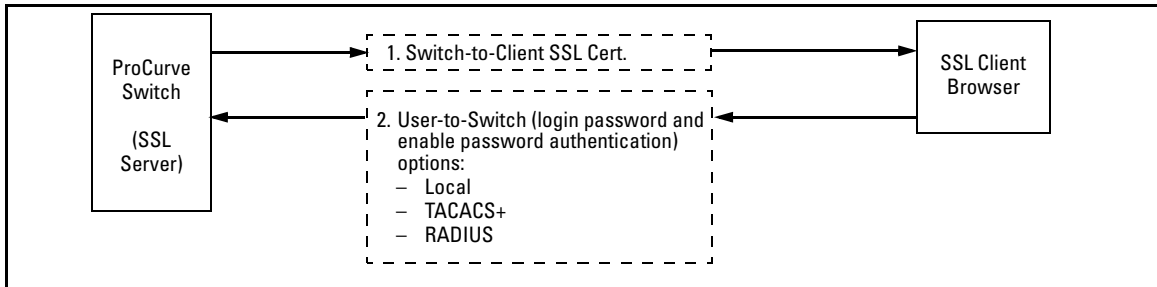 ProCurve
Switch
(SSL
Server)
1. Switch-to-Client SSL Cert.
2. User-to-Switch (login password and
enable password authentication)
options:
– Local
– TACACS+
– RADIUS
SSL Client
Browser